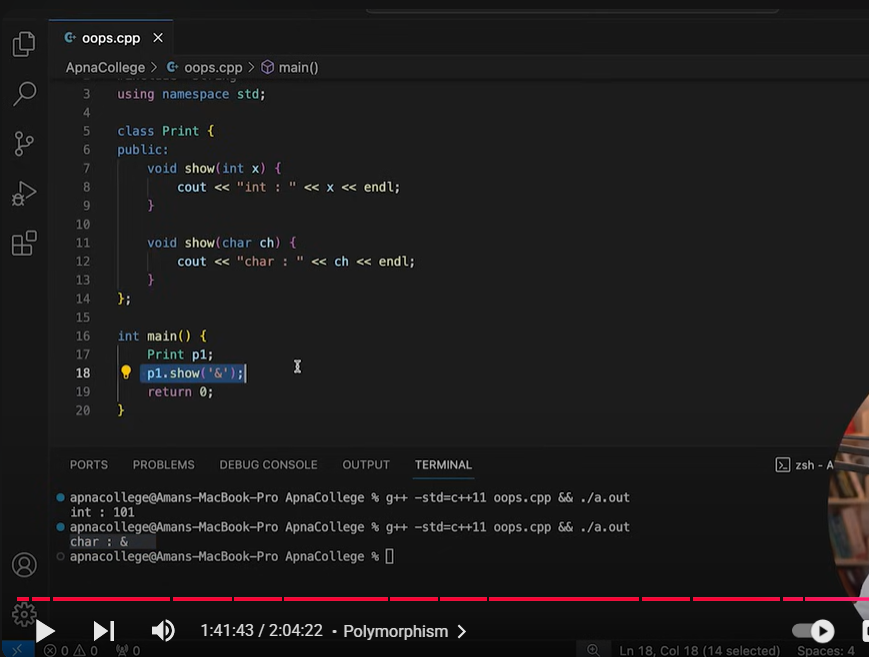 oops.cpp
ApnaCollege > oops.cpp > main()
3 using namespace std;
4
5 class Print {
6 public:
7 void show(int x) {
8 cout << "int : " << x << endl;
9 }
10
11 void show(char ch) {
12 cout << "char : " << ch << endl;
13 }
14 };
15
16 int main() {
17 Print p1;
18 p1.show('&');
19 return 0;
20 }
PORTS PROBLEMS DEBUG CONSOLE OUTPUT TERMINAL zsh - A
apnacollege@Amans-MacBook-Pro ApnaCollege % g++ -std=c++11 oops.cpp && ./a.out
int : 101
apnacollege@Amans-MacBook-Pro ApnaCollege % g++ -std=c++11 oops.cpp && ./a.out
char : &
apnacollege@Amans-MacBook-Pro ApnaCollege %
1:41:43 / 2:04:22 • Polymorphism >
0 0 0 Ln 18, Col 18 (14 selected) Spaces: 4